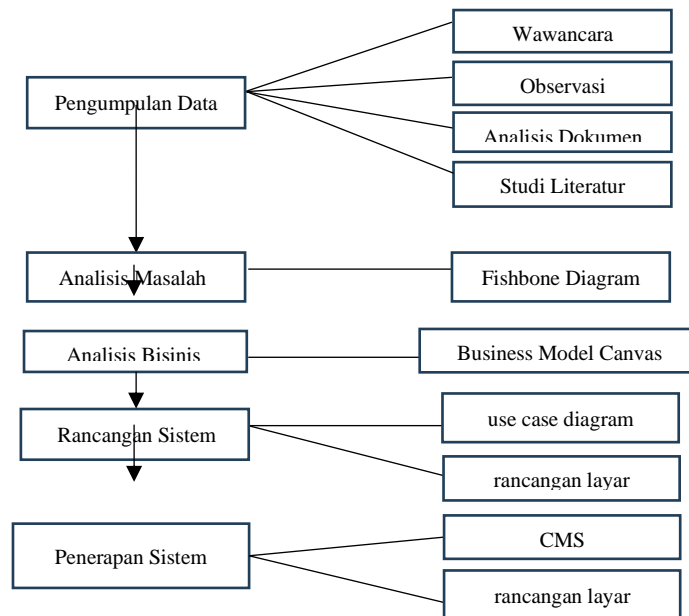 Wawancara
Pengumpulan Data
Observasi
Analisis Dokumen
Studi Literatur
Analisis Masalah
Fishbone Diagram
Analisis Bisinis
Business Model Canvas
Rancangan Sistem
use case diagram
rancangan layar
Penerapan Sistem
CMS
rancangan layar